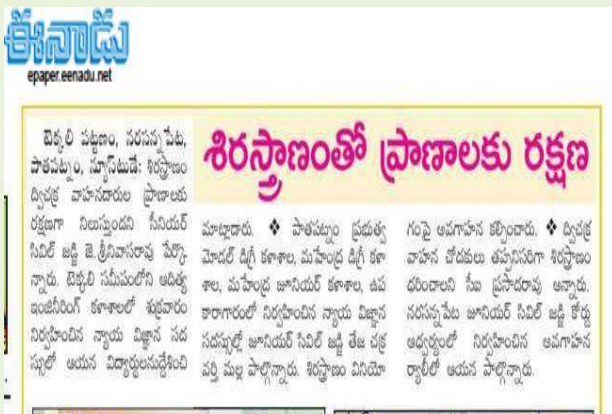 ఈనాడు
epaper.eenadu.net
శిరస్త్రాణంతో ప్రాణాలకు రక్షణ
టెక్కలి పట్టణం, నరసన్నపేట,
పాతపట్నం, న్యూస్‌టుడే: శిరస్త్రాణం
ద్విచక్ర వాహనదారుల ప్రాణాలకు
రక్షణగా నిలుస్తుందని సీనియర్
సివిల్ జడ్జి జె.శ్రీనివాసరావు పేర్కొ
న్నారు. టెక్కలి సమీపంలోని ఆదిత్య
ఇంజినీరింగ్ కళాశాలలో శుక్రవారం
నిర్వహించిన న్యాయ విజ్ఞాన సద
స్సులో ఆయన విద్యార్థులనుద్దేశించి
మాట్లాడారు. ❖ పాతపట్నం ప్రభుత్వ
మోడల్ డిగ్రీ కళాశాల, మహేంద్ర డిగ్రీ కళా
శాల, మహేంద్ర జూనియర్ కళాశాల, ఉప
కారాగారంలో నిర్వహించిన న్యాయ విజ్ఞాన
సదస్సుల్లో జూనియర్ సివిల్ జడ్జి తేజ చక్ర
వర్తి మల్ల పాల్గొన్నారు. శిరస్త్రాణం వినియో
గంపై అవగాహన కల్పించారు. ❖ ద్విచక్ర
వాహన చోదకులు తప్పనిసరిగా శిరస్త్రాణం
ధరించాలని సీఐ ప్రసాదరావు అన్నారు.
నరసన్నపేట జూనియర్ సివిల్ జడ్జి కోర్టు
ఆధ్వర్యంలో నిర్వహించిన అవగాహన
ర్యాలీలో ఆయన పాల్గొన్నారు.